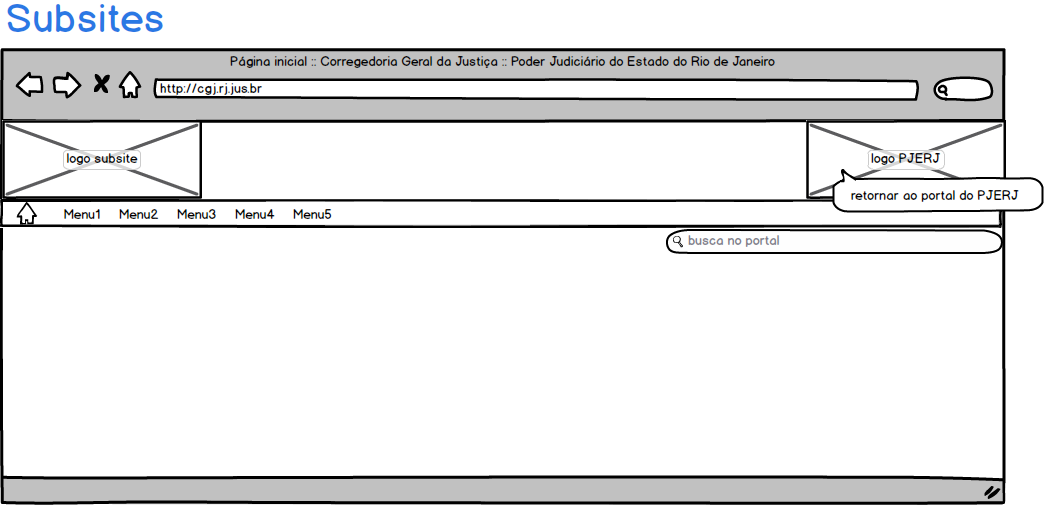 Subsites
Página inicial :: Corregedoria Geral da Justiça :: Poder Judiciário do Estado do Rio de Janeiro
http://cgj.rj.jus.br
logo subsite
logo PJERJ
retornar ao portal do PJERJ
Menu1 Menu2 Menu3 Menu4 Menu5
busca no portal